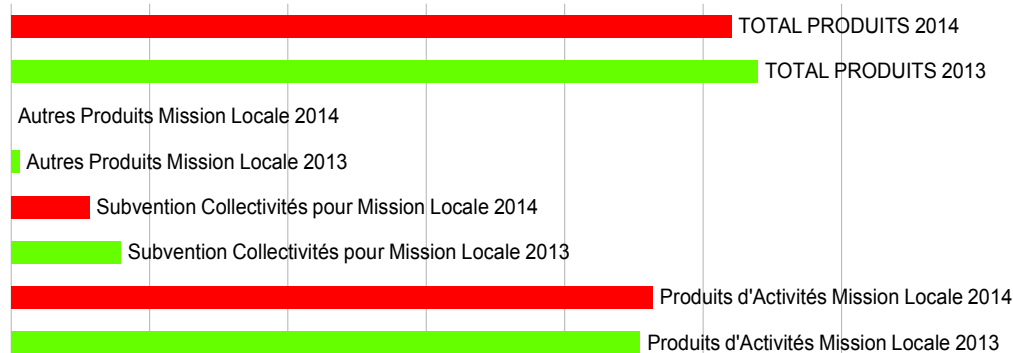 TOTAL PRODUITS 2014
TOTAL PRODUITS 2013
Autres Produits Mission Locale 2014
Autres Produits Mission Locale 2013
Subvention Collectivités pour Mission Locale 2014
Subvention Collectivités pour Mission Locale 2013
Produits d'Activités Mission Locale 2014
Produits d'Activités Mission Locale 2013